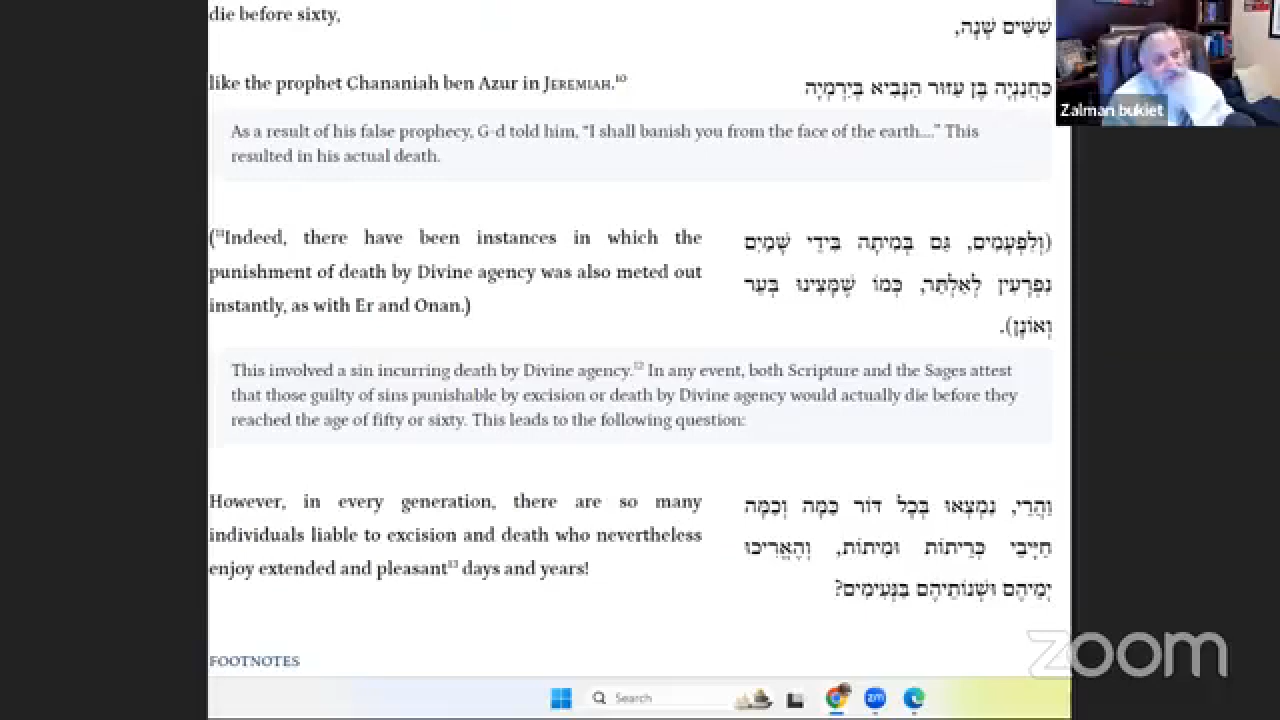 die before sixty,
שִׁשִּׁים שָׁנָה,
like the prophet Chananiah ben Azur in JEREMIAH.¹⁰
כַּחֲנַנְיָה בֶּן עַזּוּר הַנָּבִיא בְּיִרְמְיָה
Zalman bukiet
As a result of his false prophecy, G-d told him, “I shall banish you from the face of the earth....” This
resulted in his actual death.
(¹¹Indeed, there have been instances in which the
punishment of death by Divine agency was also meted out
instantly, as with Er and Onan.)
(וְלִפְעָמִים, גַּם בְּמִיתָה בִּידֵי שָׁמַיִם
נִפְרָעִין לְאַלְתַּר, כְּמוֹ שֶׁמָּצִינוּ בְּעֵר
וְאוֹנָן).
This involved a sin incurring death by Divine agency.¹² In any event, both Scripture and the Sages attest
that those guilty of sins punishable by excision or death by Divine agency would actually die before they
reached the age of fifty or sixty. This leads to the following question:
However, in every generation, there are so many
individuals liable to excision and death who nevertheless
enjoy extended and pleasant¹³ days and years!
וַהֲרֵי, נִמְצְאוּ בְּכָל דּוֹר כַּמָּה וְכַמָּה
חַיָּיבֵי כָּרֵיתוֹת וּמִיתוֹת, וְהֶאֱרִיכוּ
יְמֵיהֶם וּשְׁנוֹתֵיהֶם בַּנְּעִימִים?
FOOTNOTES
zoom
Search
zm